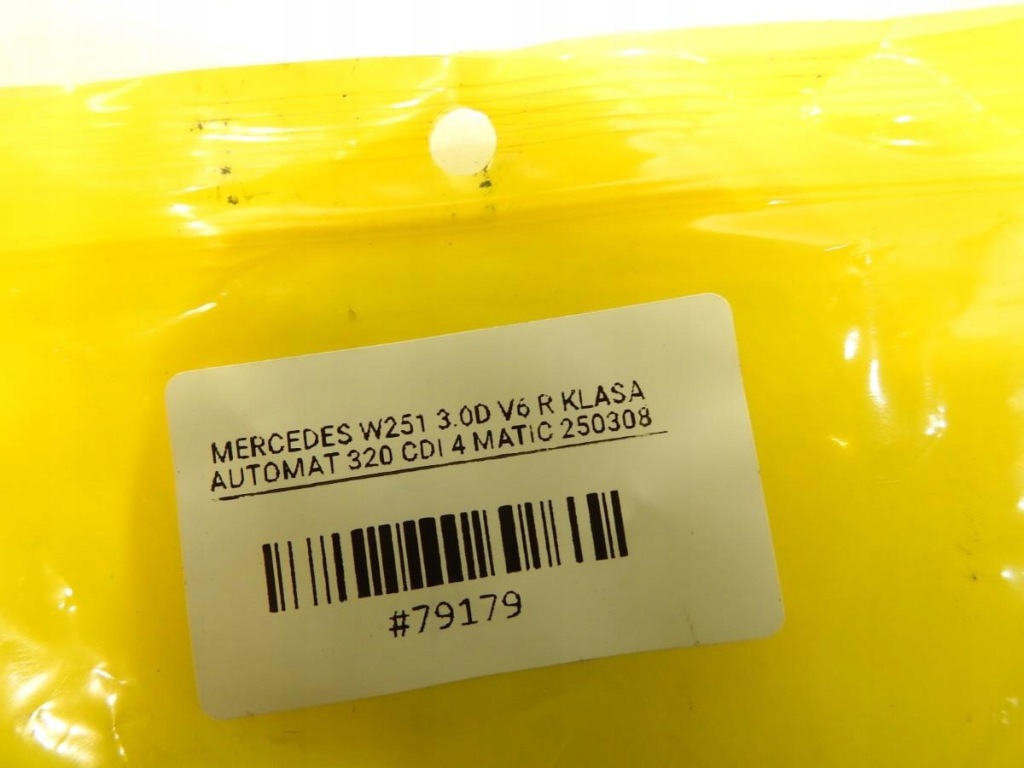 MERCEDES W251 3.0D V6 R KLASA
AUTOMAT 320 CDI 4 MATIC 250308
#79179